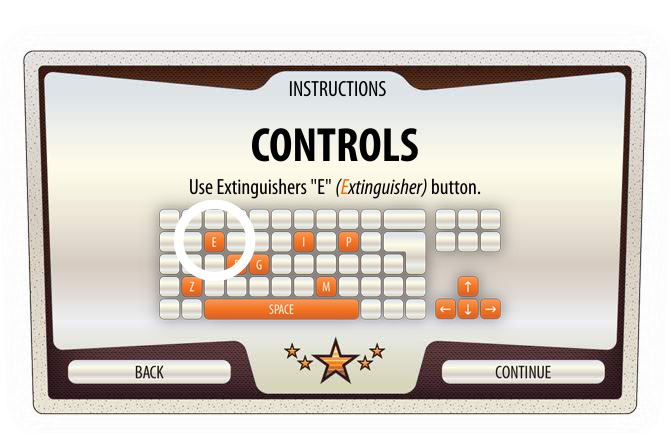 INSTRUCTIONS
CONTROLS
Use Extinguishers "E" (Extinguisher) button.
E I P
G
Z M ↑
SPACE ← ↓ →
BACK CONTINUE